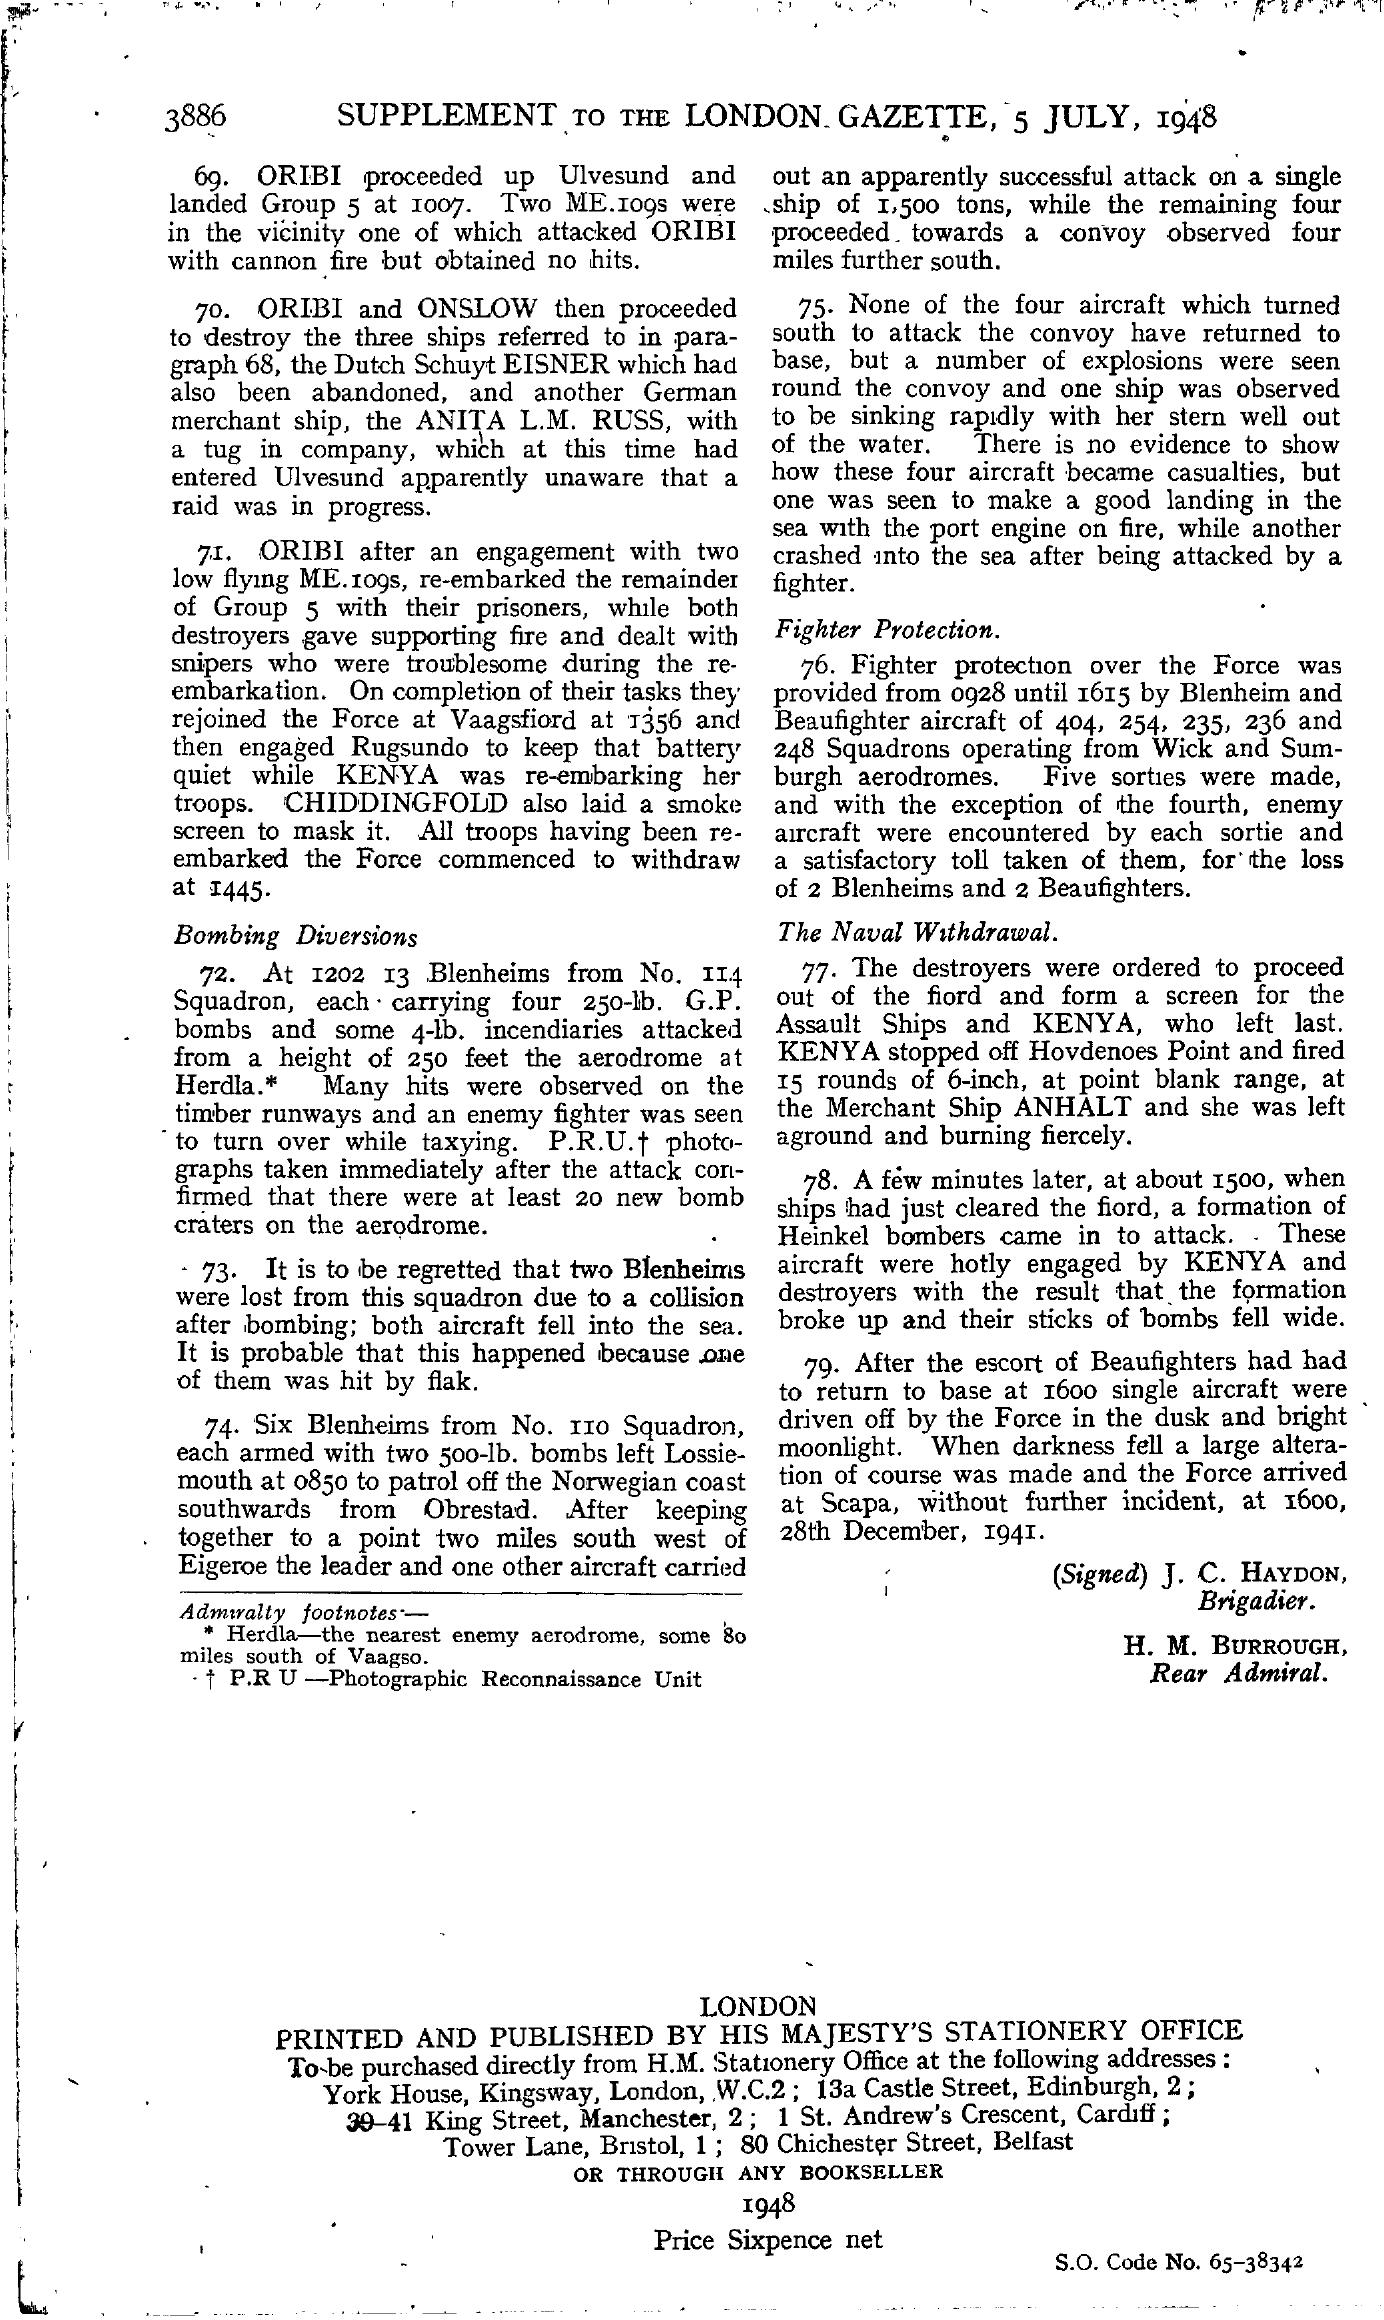 3886 SUPPLEMENT TO THE LONDON GAZETTE, 5 JULY, 1948
69. ORIBI proceeded up Ulvesund and
landed Group 5 at 1007. Two ME.109s were
in the vicinity one of which attacked ORIBI
with cannon fire but obtained no hits.
70. ORIBI and ONSLOW then proceeded
to destroy the three ships referred to in para-
graph 68, the Dutch Schuyt EISNER which had
also been abandoned, and another German
merchant ship, the ANITA L.M. RUSS, with
a tug in company, which at this time had
entered Ulvesund apparently unaware that a
raid was in progress.
71. ORIBI after an engagement with two
low flying ME.109s, re-embarked the remainder
of Group 5 with their prisoners, while both
destroyers gave supporting fire and dealt with
snipers who were troublesome during the re-
embarkation. On completion of their tasks they
rejoined the Force at Vaagsfiord at 1356 and
then engaged Rugsundo to keep that battery
quiet while KENYA was re-embarking her
troops. CHIDDINGFOLD also laid a smoke
screen to mask it. All troops having been re-
embarked the Force commenced to withdraw
at 1445.
Bombing Diversions
72. At 1202 13 Blenheims from No. 114
Squadron, each carrying four 250-lb. G.P.
bombs and some 4-lb. incendiaries attacked
from a height of 250 feet the aerodrome at
Herdla.* Many hits were observed on the
timber runways and an enemy fighter was seen
to turn over while taxying. P.R.U.† photo-
graphs taken immediately after the attack con-
firmed that there were at least 20 new bomb
craters on the aerodrome.
73. It is to be regretted that two Blenheims
were lost from this squadron due to a collision
after bombing; both aircraft fell into the sea.
It is probable that this happened because one
of them was hit by flak.
74. Six Blenheims from No. 110 Squadron,
each armed with two 500-lb. bombs left Lossie-
mouth at 0850 to patrol off the Norwegian coast
southwards from Obrestad. After keeping
together to a point two miles south west of
Eigeroe the leader and one other aircraft carried
Admiralty footnotes—
* Herdla—the nearest enemy aerodrome, some 80
miles south of Vaagso.
† P.R U —Photographic Reconnaissance Unit
out an apparently successful attack on a single
ship of 1,500 tons, while the remaining four
proceeded towards a convoy observed four
miles further south.
75. None of the four aircraft which turned
south to attack the convoy have returned to
base, but a number of explosions were seen
round the convoy and one ship was observed
to be sinking rapidly with her stern well out
of the water. There is no evidence to show
how these four aircraft became casualties, but
one was seen to make a good landing in the
sea with the port engine on fire, while another
crashed into the sea after being attacked by a
fighter.
Fighter Protection.
76. Fighter protection over the Force was
provided from 0928 until 1615 by Blenheim and
Beaufighter aircraft of 404, 254, 235, 236 and
248 Squadrons operating from Wick and Sum-
burgh aerodromes. Five sorties were made,
and with the exception of the fourth, enemy
aircraft were encountered by each sortie and
a satisfactory toll taken of them, for the loss
of 2 Blenheims and 2 Beaufighters.
The Naval Withdrawal.
77. The destroyers were ordered to proceed
out of the fiord and form a screen for the
Assault Ships and KENYA, who left last.
KENYA stopped off Hovdenoes Point and fired
15 rounds of 6-inch, at point blank range, at
the Merchant Ship ANHALT and she was left
aground and burning fiercely.
78. A few minutes later, at about 1500, when
ships had just cleared the fiord, a formation of
Heinkel bombers came in to attack. These
aircraft were hotly engaged by KENYA and
destroyers with the result that the formation
broke up and their sticks of bombs fell wide.
79. After the escort of Beaufighters had had
to return to base at 1600 single aircraft were
driven off by the Force in the dusk and bright
moonlight. When darkness fell a large altera-
tion of course was made and the Force arrived
at Scapa, without further incident, at 1600,
28th December, 1941.
(Signed) J. C. HAYDON,
Brigadier.
H. M. BURROUGH,
Rear Admiral.
LONDON
PRINTED AND PUBLISHED BY HIS MAJESTY'S STATIONERY OFFICE
To be purchased directly from H.M. Stationery Office at the following addresses :
York House, Kingsway, London, W.C.2 ; 13a Castle Street, Edinburgh, 2 ;
39–41 King Street, Manchester, 2 ; 1 St. Andrew's Crescent, Cardiff ;
Tower Lane, Bristol, 1 ; 80 Chichester Street, Belfast
OR THROUGH ANY BOOKSELLER
1948
Price Sixpence net
S.O. Code No. 65–38342